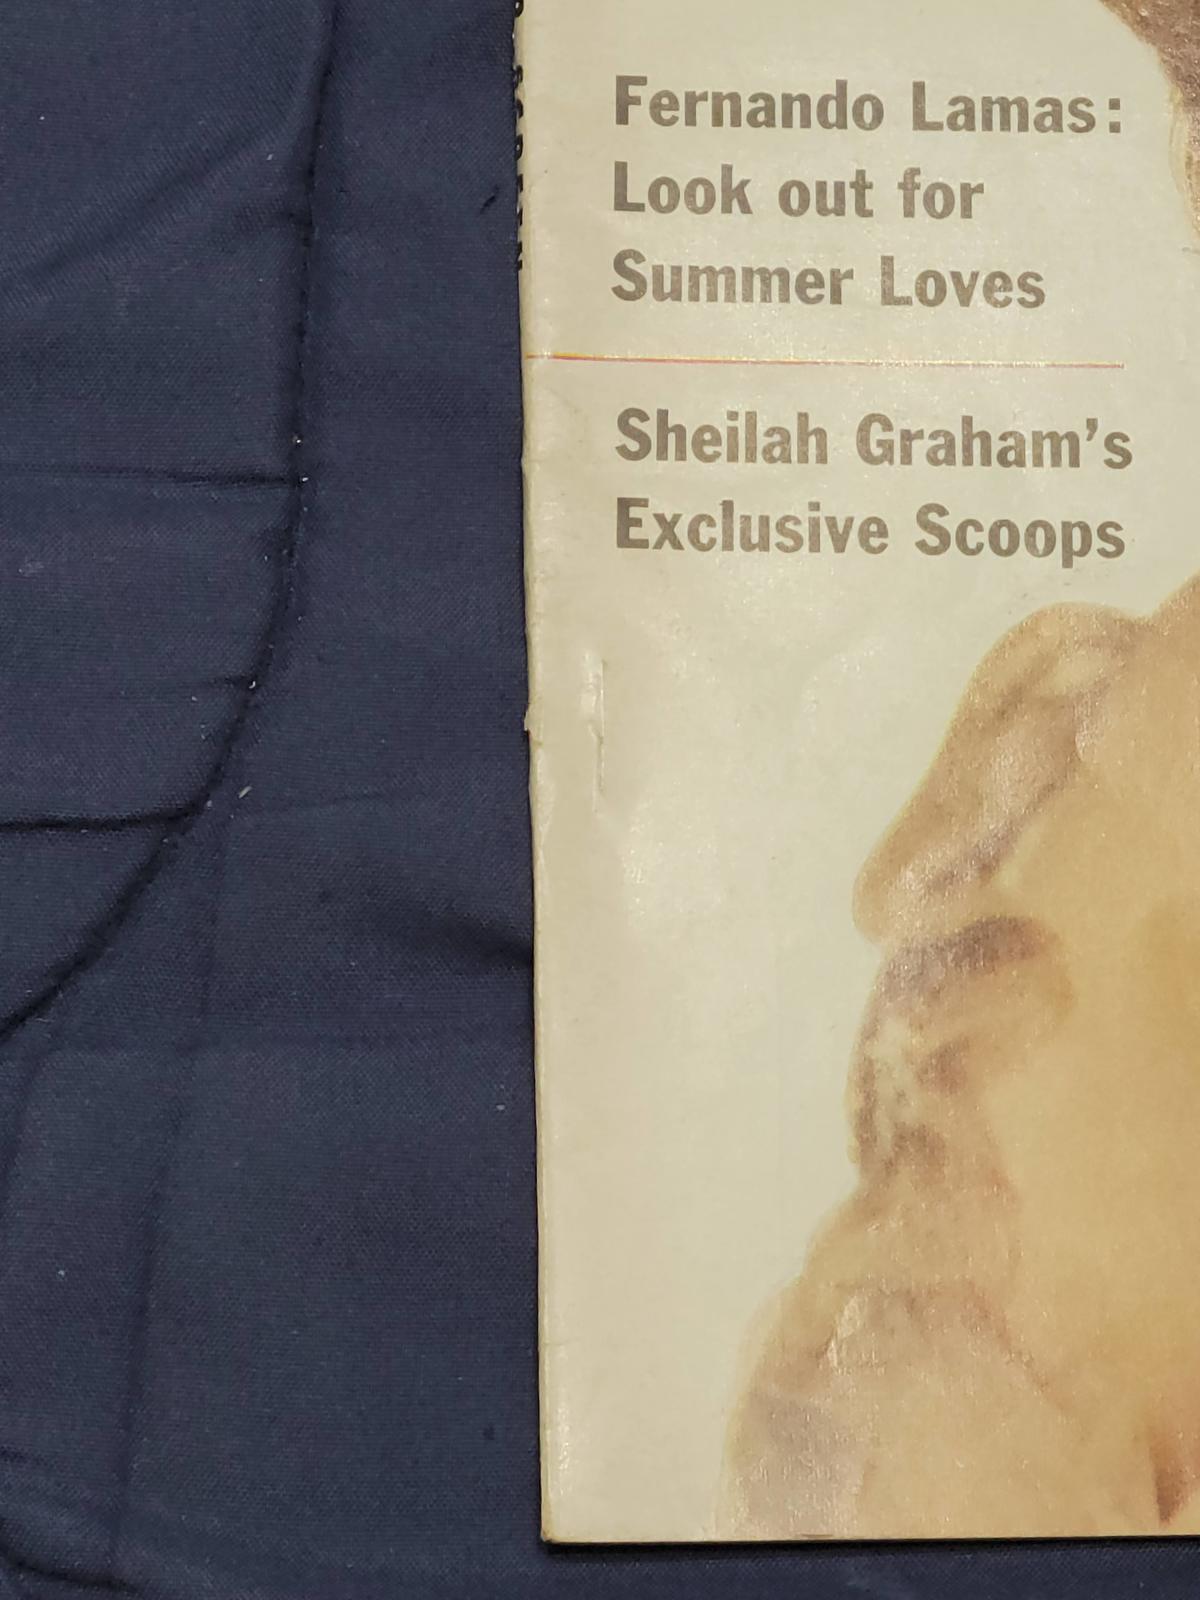 Fernando Lamas:
Look out for
Summer Loves
Sheilah Graham's
Exclusive Scoops